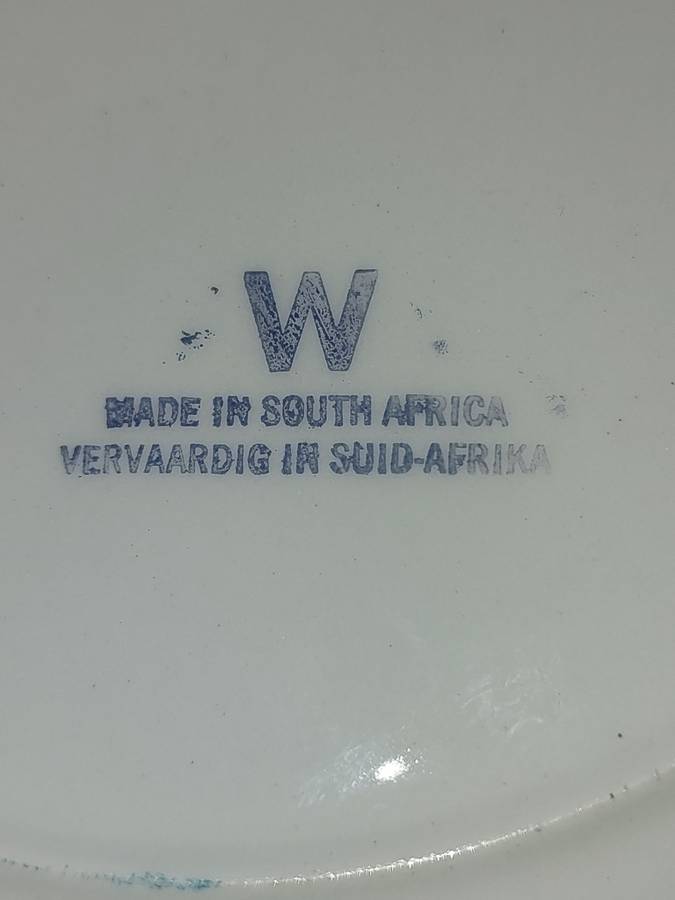 W
MADE IN SOUTH AFRICA
VERVAARDIG IN SUID-AFRIKA